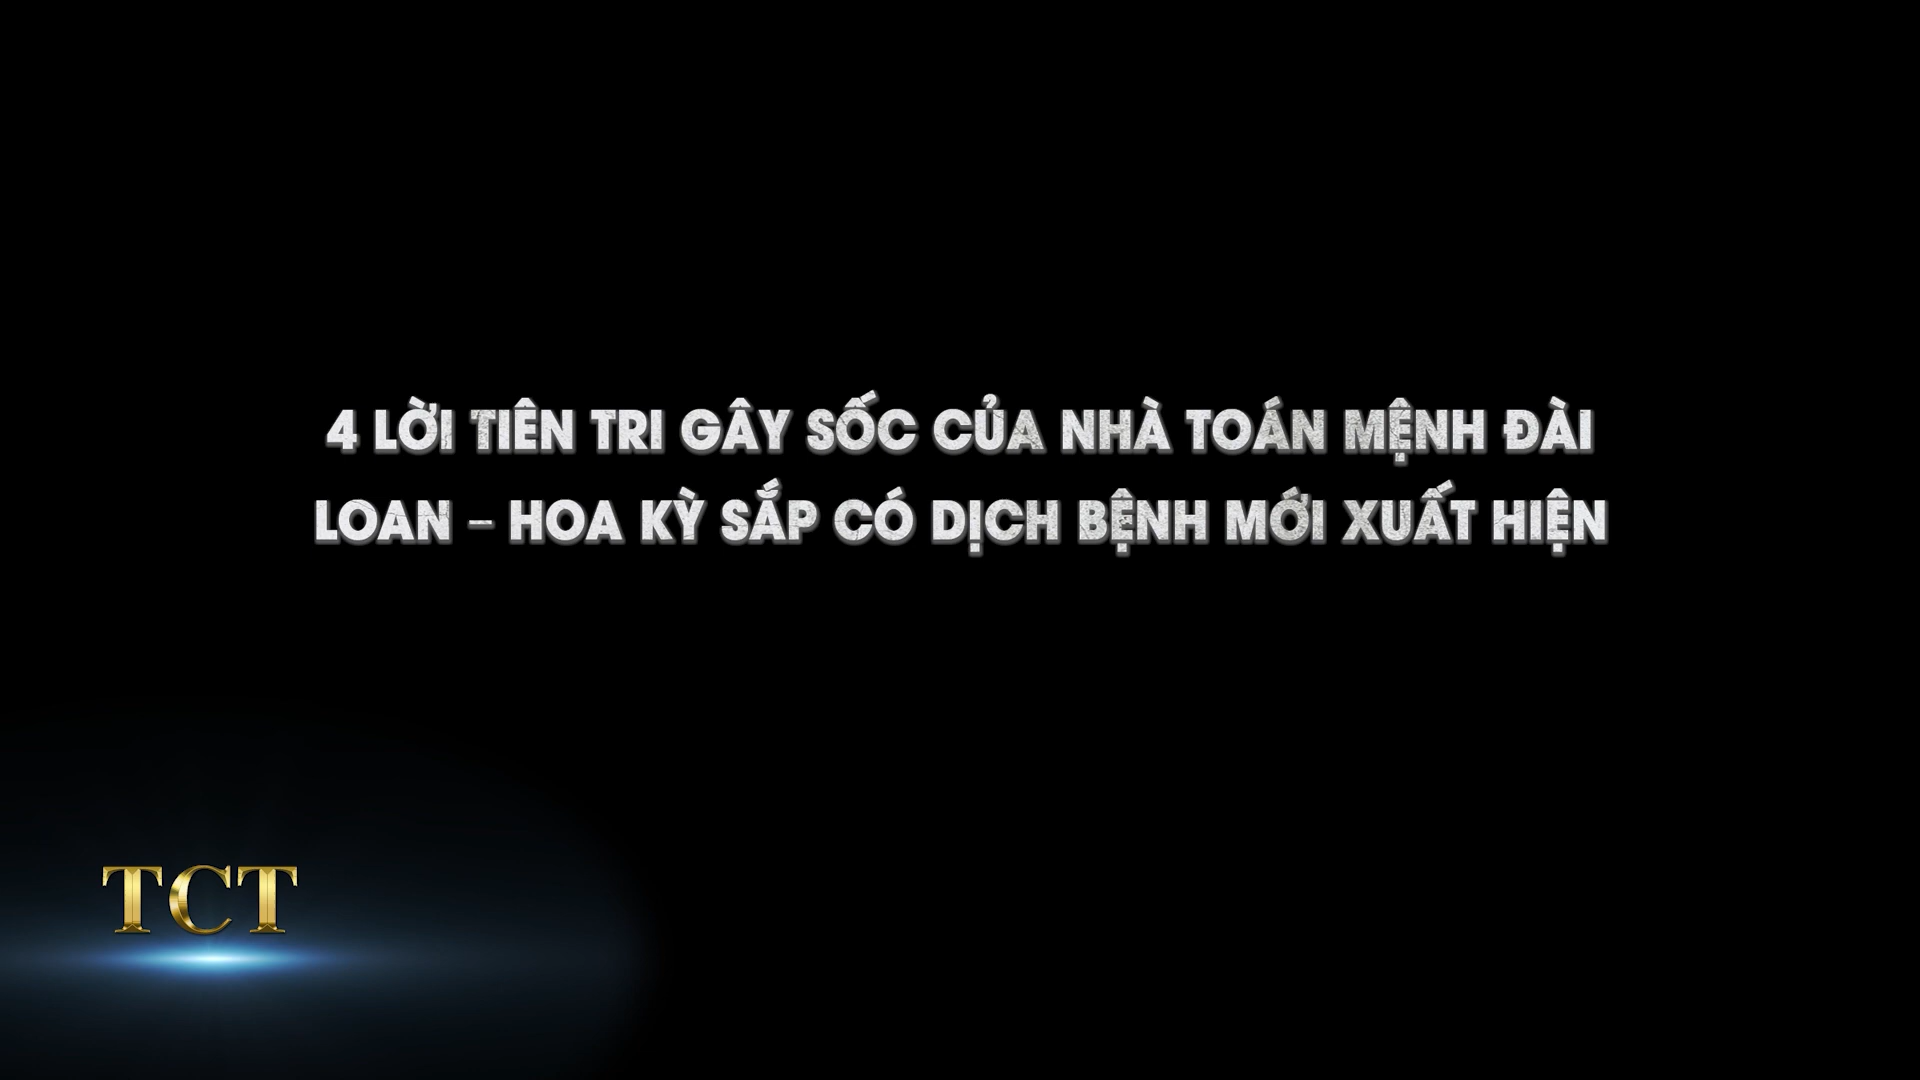 4 LỜI TIÊN TRI GÂY SỐC CỦA NHÀ TOÁN MỆNH ĐÀI
LOAN – HOA KỲ SẮP CÓ DỊCH BỆNH MỚI XUẤT HIỆN
TCT